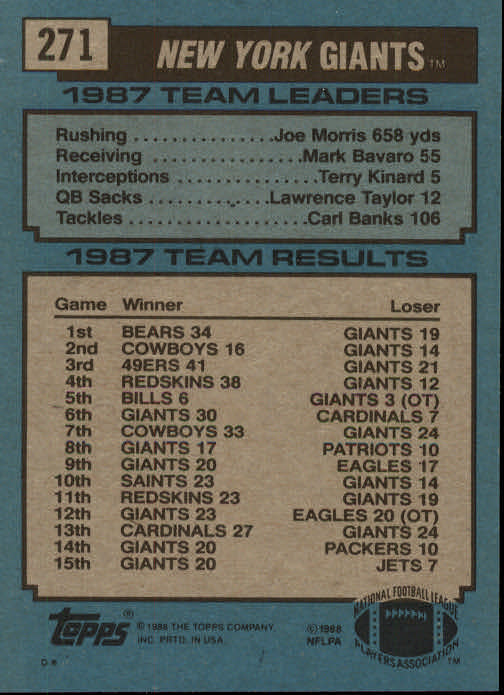 271
NEW YORK GIANTS™
1987 TEAM LEADERS
Rushing ...............Joe Morris 658 yds
Receiving ..................Mark Bavaro 55
Interceptions ...............Terry Kinard 5
QB Sacks ............Lawrence Taylor 12
Tackles ...................Carl Banks 106
1987 TEAM RESULTS
Game Winner Loser
1st BEARS 34 GIANTS 19
2nd COWBOYS 16 GIANTS 14
3rd 49ERS 41 GIANTS 21
4th REDSKINS 38 GIANTS 12
5th BILLS 6 GIANTS 3 (OT)
6th GIANTS 30 CARDINALS 7
7th COWBOYS 33 GIANTS 24
8th GIANTS 17 PATRIOTS 10
9th GIANTS 20 EAGLES 17
10th SAINTS 23 GIANTS 14
11th REDSKINS 23 GIANTS 19
12th GIANTS 23 EAGLES 20 (OT)
13th CARDINALS 27 GIANTS 24
14th GIANTS 20 PACKERS 10
15th GIANTS 20 JETS 7
topps®
© 1988 THE TOPPS COMPANY,
INC. PRTD. IN USA
© 1988
NFLPA
NATIONAL FOOTBALL LEAGUE
PLAYERS ASSOCIATION
™